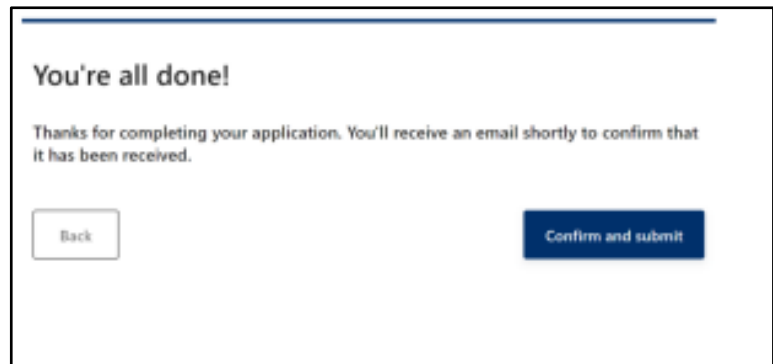 You're all done!
Thanks for completing your application. You'll receive an email shortly to confirm that
it has been received.
Back
Confirm and submit